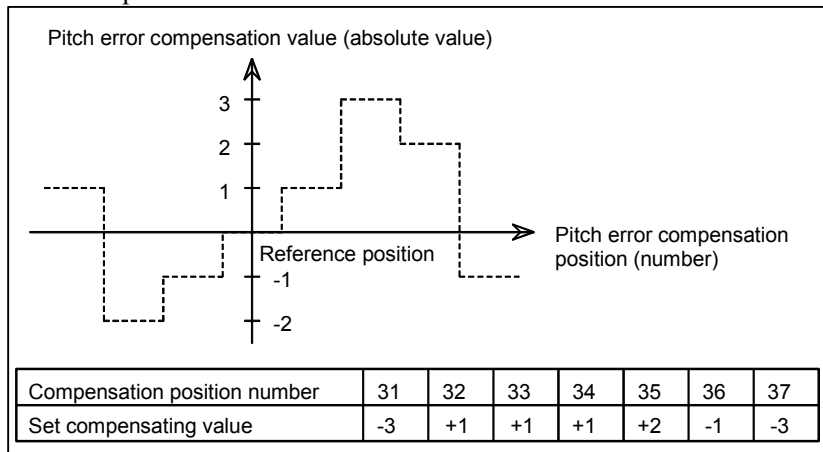 Pitch error compensation value (absolute value)
3
2
1
Reference position
Pitch error compensation
position (number)
-1
-2
Compensation position number 31 32 33 34 35 36 37
Set compensating value -3 +1 +1 +1 +2 -1 -3